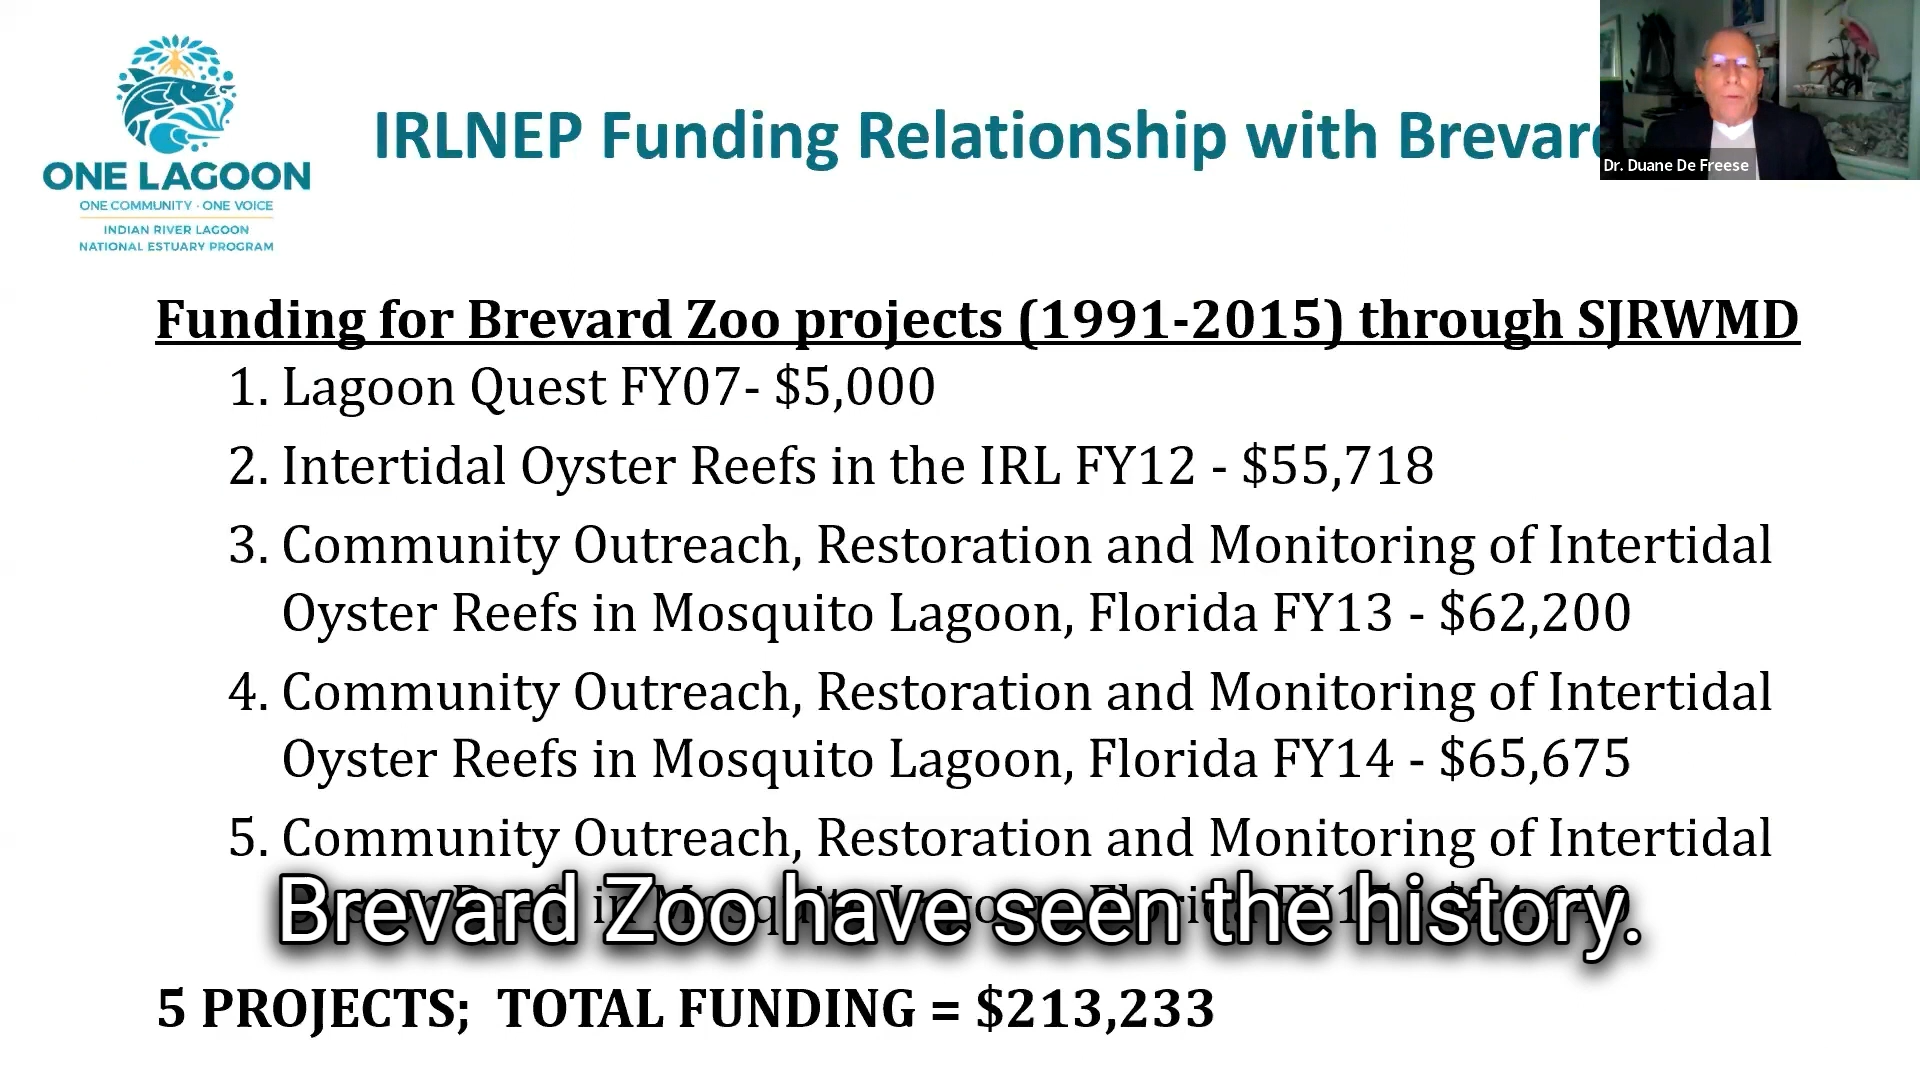 ONE LAGOON
ONE COMMUNITY · ONE VOICE
INDIAN RIVER LAGOON
NATIONAL ESTUARY PROGRAM
IRLNEP Funding Relationship with Brevard
Dr. Duane De Freese
Funding for Brevard Zoo projects (1991-2015) through SJRWMD
1. Lagoon Quest FY07- $5,000
2. Intertidal Oyster Reefs in the IRL FY12 - $55,718
3. Community Outreach, Restoration and Monitoring of Intertidal
Oyster Reefs in Mosquito Lagoon, Florida FY13 - $62,200
4. Community Outreach, Restoration and Monitoring of Intertidal
Oyster Reefs in Mosquito Lagoon, Florida FY14 - $65,675
5. Community Outreach, Restoration and Monitoring of Intertidal
Brevard Zoo have seen the history.
5 PROJECTS; TOTAL FUNDING = $213,233